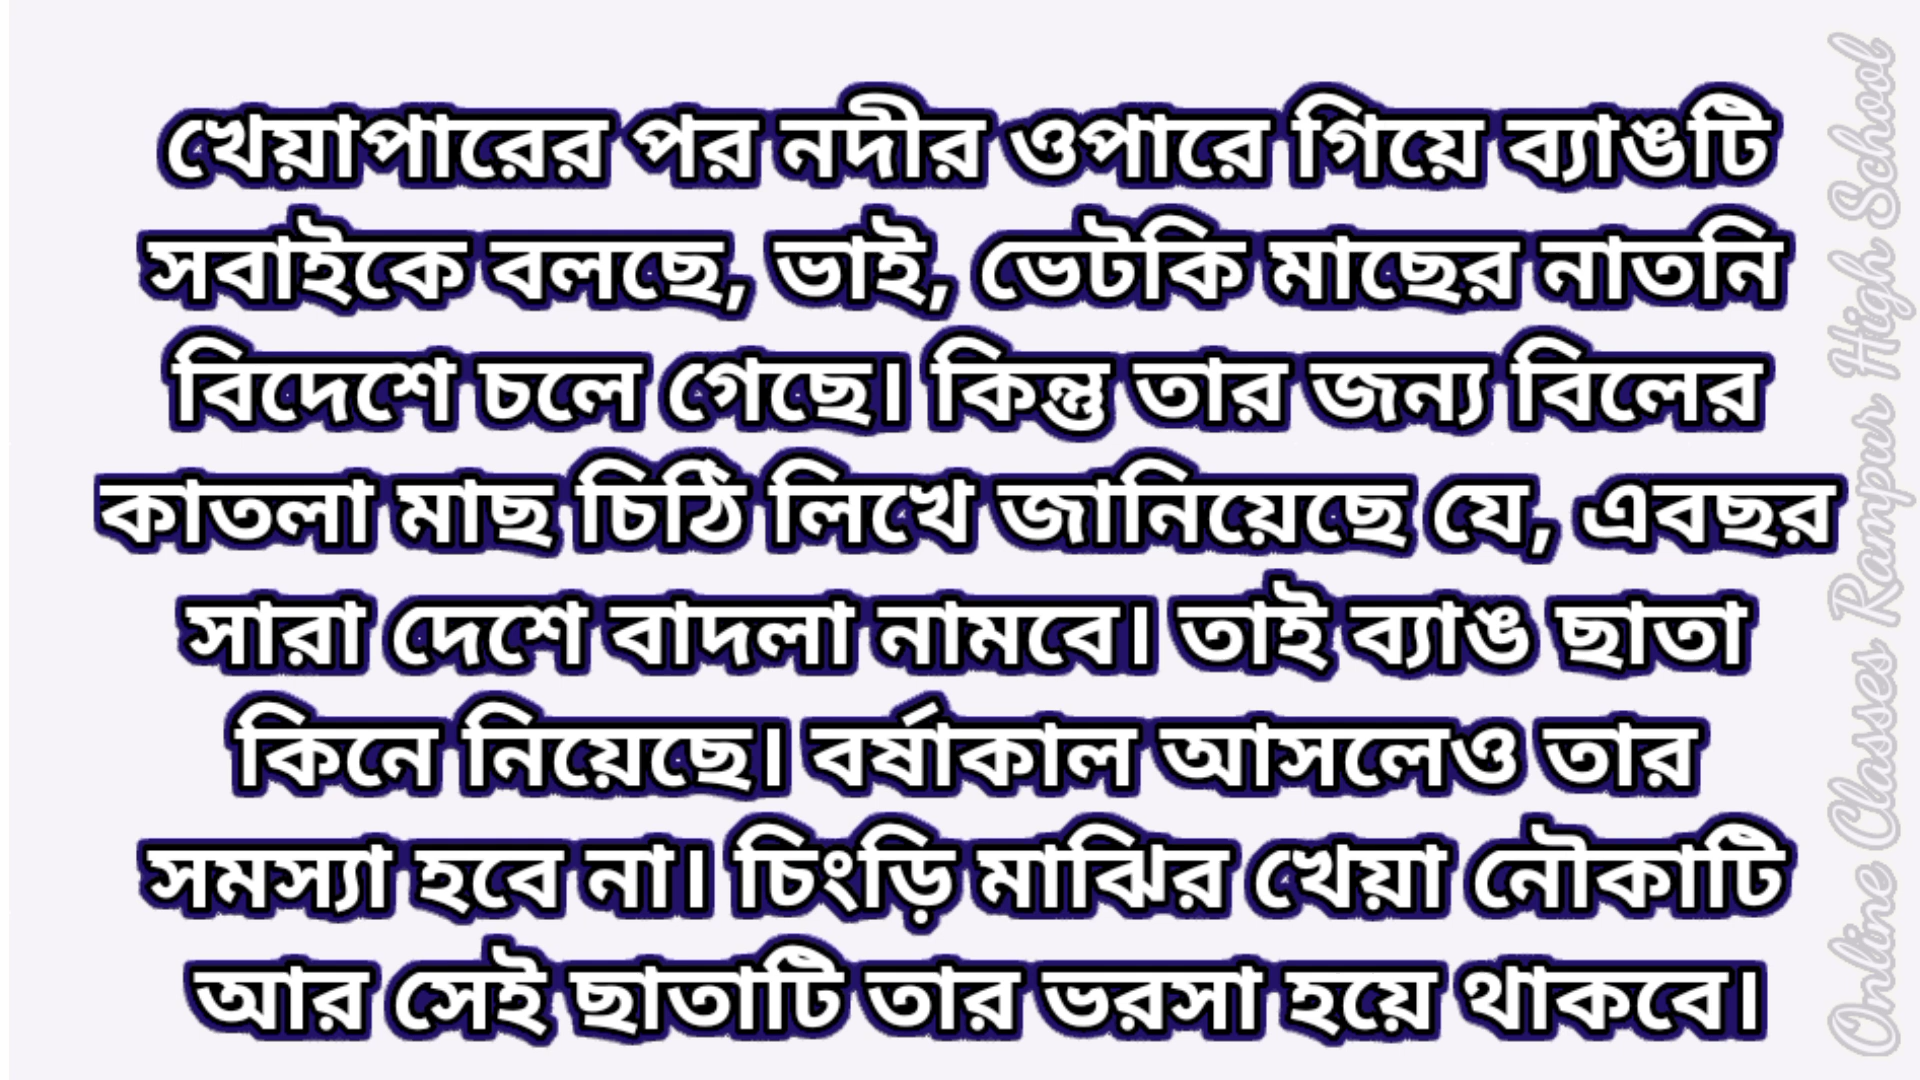 খেয়াপারের পর নদীর ওপারে গিয়ে ব্যাঙটি
সবাইকে বলছে, ভাই, ভেটকি মাছের নাতনি
বিদেশে চলে গেছে। কিন্তু তার জন্য বিলের
কাতলা মাছ চিঠি লিখে জানিয়েছে যে, এবছর
সারা দেশে বাদলা নামবে। তাই ব্যাঙ ছাতা
কিনে নিয়েছে। বর্ষাকাল আসলেও তার
সমস্যা হবে না। চিংড়ি মাঝির খেয়া নৌকাটি
আর সেই ছাতাটি তার ভরসা হয়ে থাকবে।
Online Classes Rampur High School